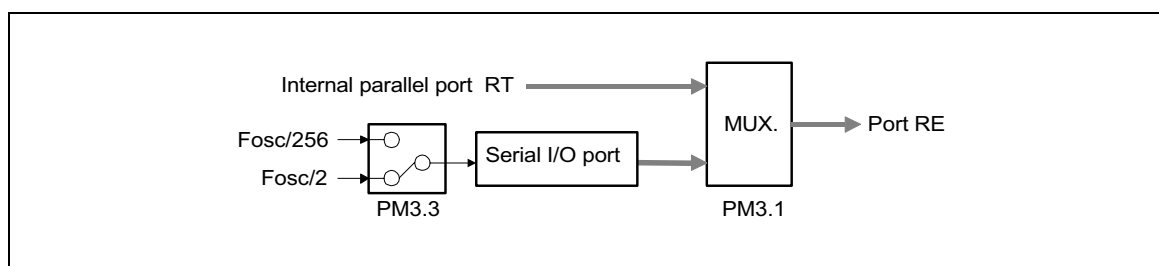 Internal parallel port RT
MUX.
Port RE
Fosc/256
Serial I/O port
Fosc/2
PM3.3
PM3.1